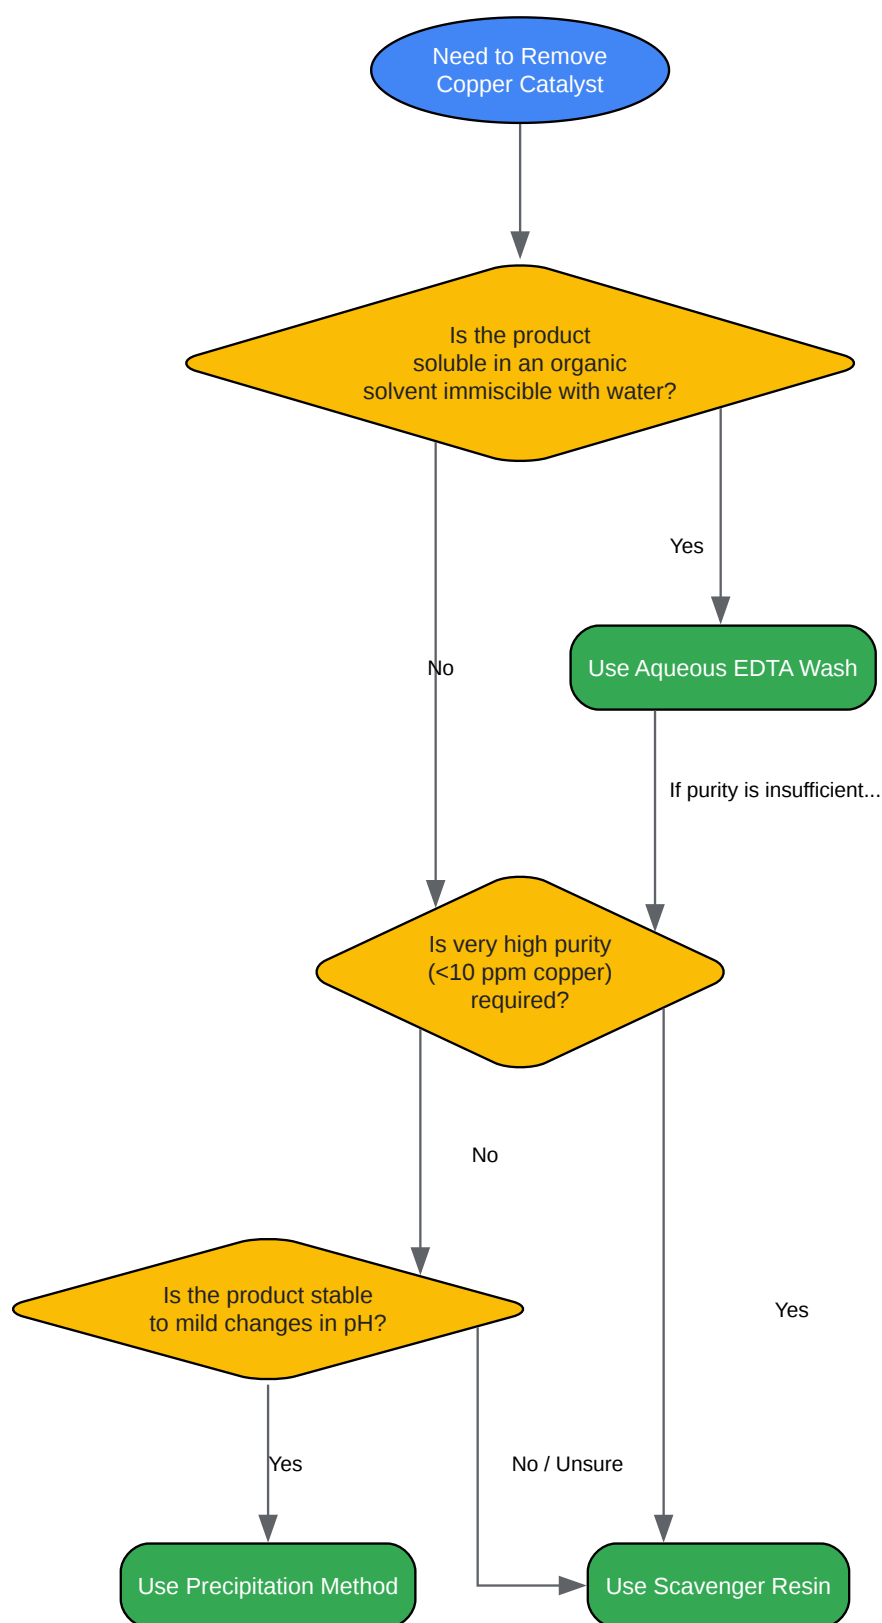 Need to Remove
Copper Catalyst
Is the product
soluble in an organic
solvent immiscible with water?
Yes
No
Use Aqueous EDTA Wash
If purity is insufficient...
Is very high purity
(<10 ppm copper)
required?
No
Is the product stable
to mild changes in pH?
Yes
Yes
No / Unsure
Use Precipitation Method
Use Scavenger Resin